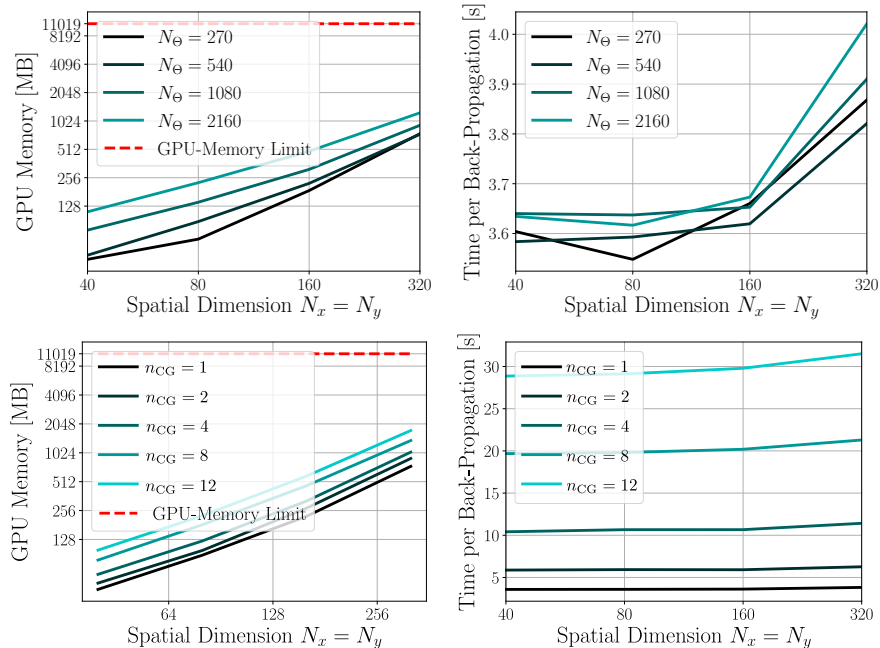 11019
8192
4096
2048
1024
512
256
128
GPU Memory [MB]
N_Θ = 270
N_Θ = 540
N_Θ = 1080
N_Θ = 2160
GPU-Memory Limit
40 80 160 320
Spatial Dimension N_x = N_y
4.0
3.9
3.8
3.7
3.6
Time per Back-Propagation [s]
N_Θ = 270
N_Θ = 540
N_Θ = 1080
N_Θ = 2160
40 80 160 320
Spatial Dimension N_x = N_y
11019
8192
4096
2048
1024
512
256
128
GPU Memory [MB]
n_CG = 1
n_CG = 2
n_CG = 4
n_CG = 8
n_CG = 12
GPU-Memory Limit
64 128 256
Spatial Dimension N_x = N_y
30
25
20
15
10
5
Time per Back-Propagation [s]
n_CG = 1
n_CG = 2
n_CG = 4
n_CG = 8
n_CG = 12
40 80 160 320
Spatial Dimension N_x = N_y